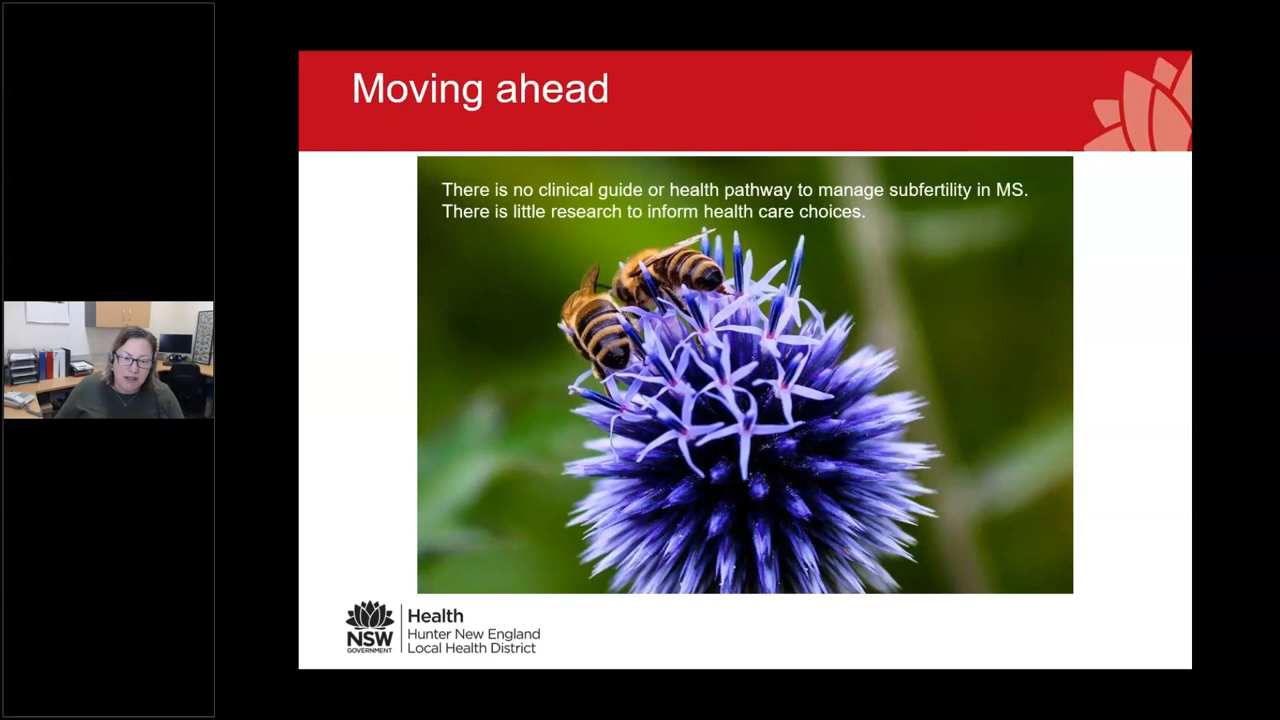 Moving ahead
There is no clinical guide or health pathway to manage subfertility in MS.
There is little research to inform health care choices.
NSW
GOVERNMENT
Health
Hunter New England
Local Health District